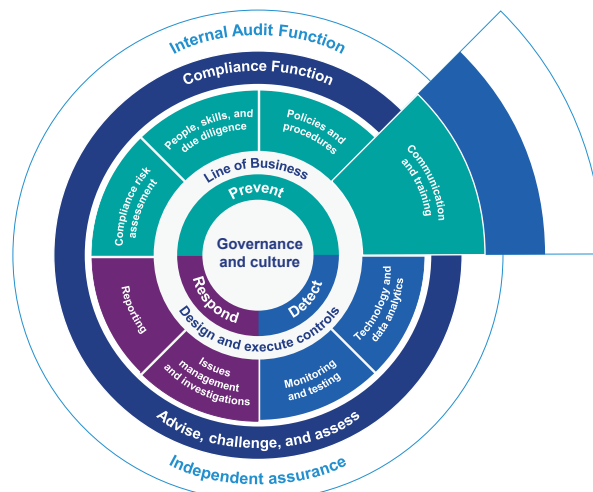 Internal Audit Function
Compliance Function
People, skills, and
due diligence
Policies and
procedures
Communication
and training
Compliance risk
assessment
Line of Business
Prevent
Governance
and culture
Respond
Detect
Design and execute controls
Technology and
data analytics
Reporting
Issues
management
and investigations
Monitoring
and testing
Advise, challenge, and assess
Independent assurance